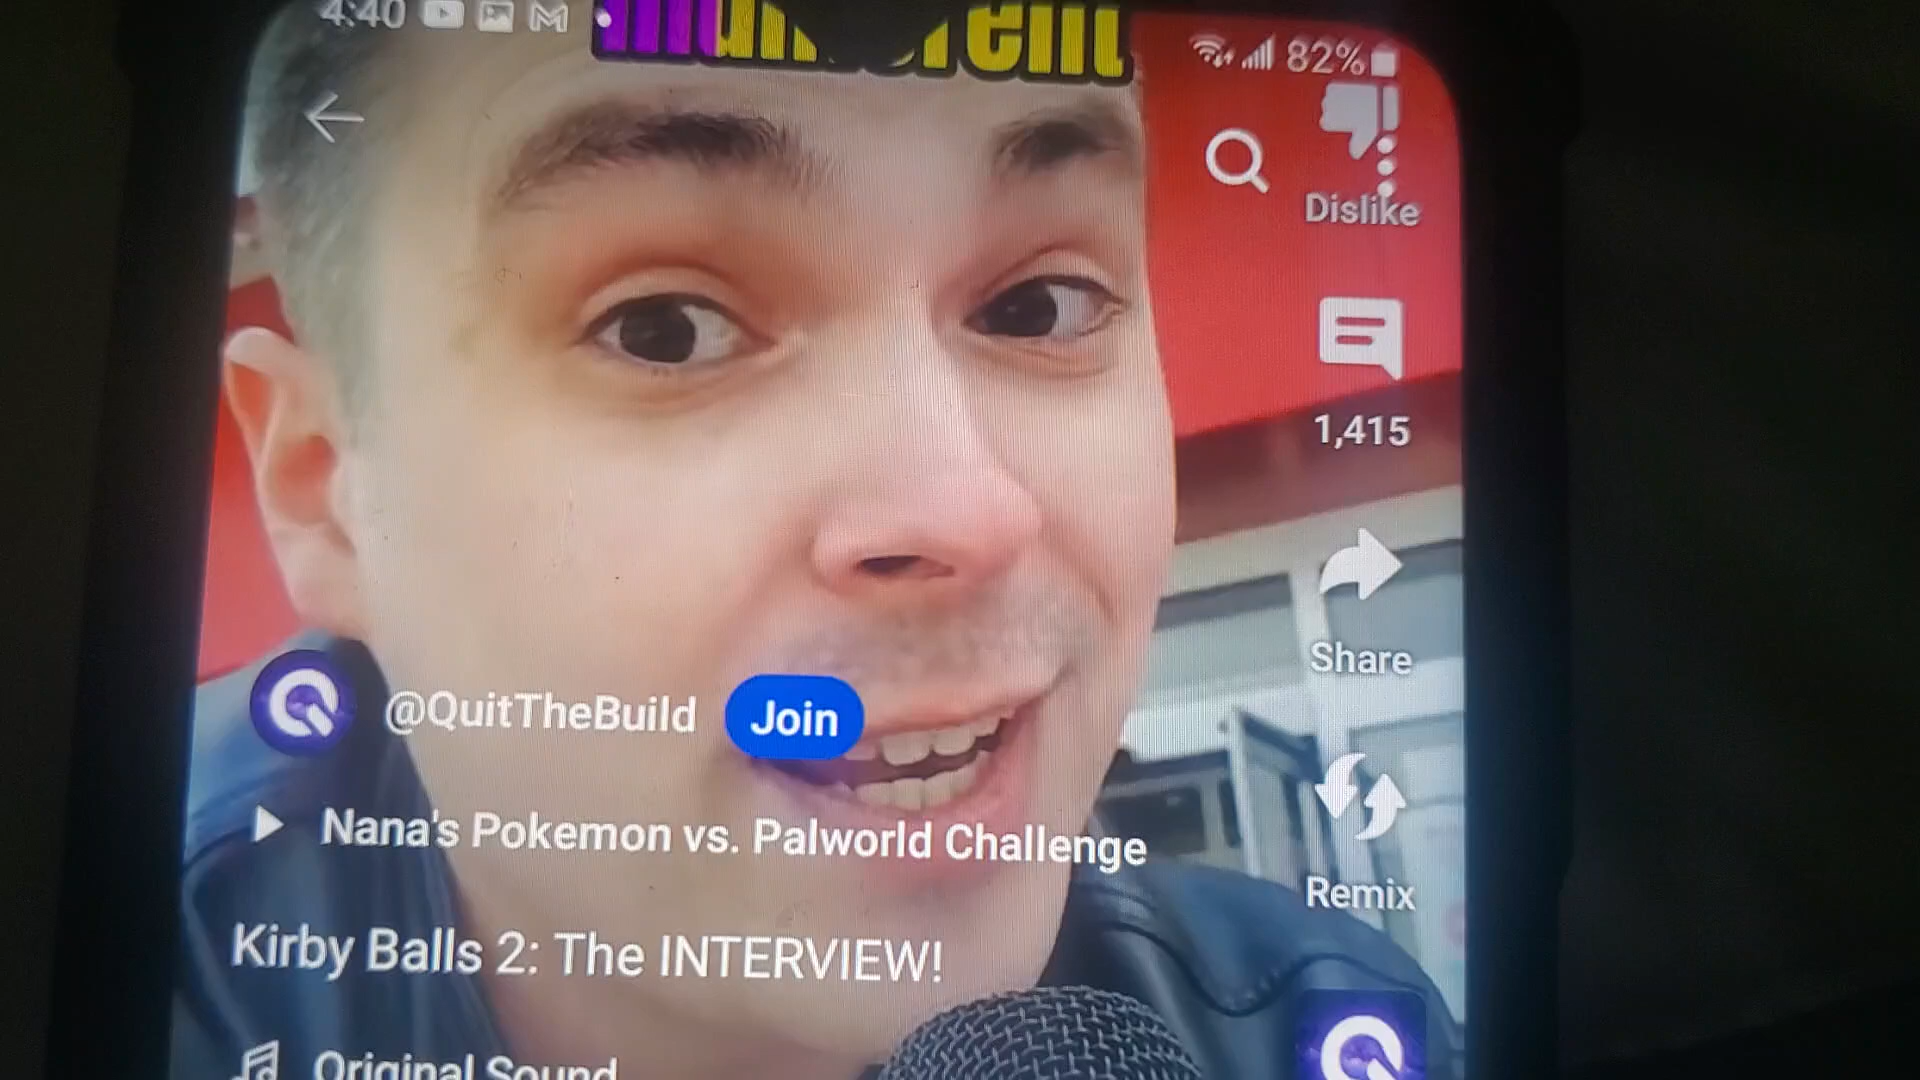 4:40
82%
Dislike
1,415
Share
@QuitTheBuild
Join
Nana's Pokemon vs. Palworld Challenge
Remix
Kirby Balls 2: The INTERVIEW!
Original Sound